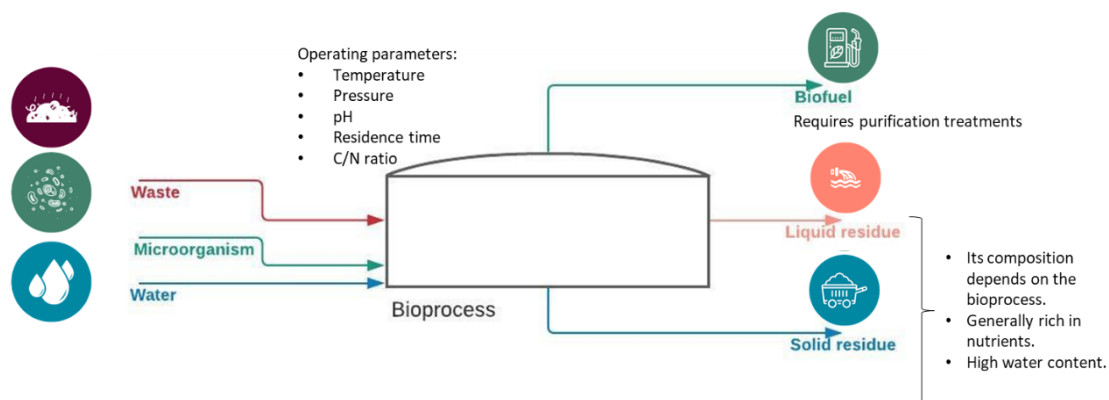 Operating parameters:
• Temperature
• Pressure
• pH
• Residence time
• C/N ratio
Waste
Microorganism
Water
Bioprocess
Biofuel
Requires purification treatments
Liquid residue
Solid residue
• Its composition
depends on the
bioprocess.
• Generally rich in
nutrients.
• High water content.